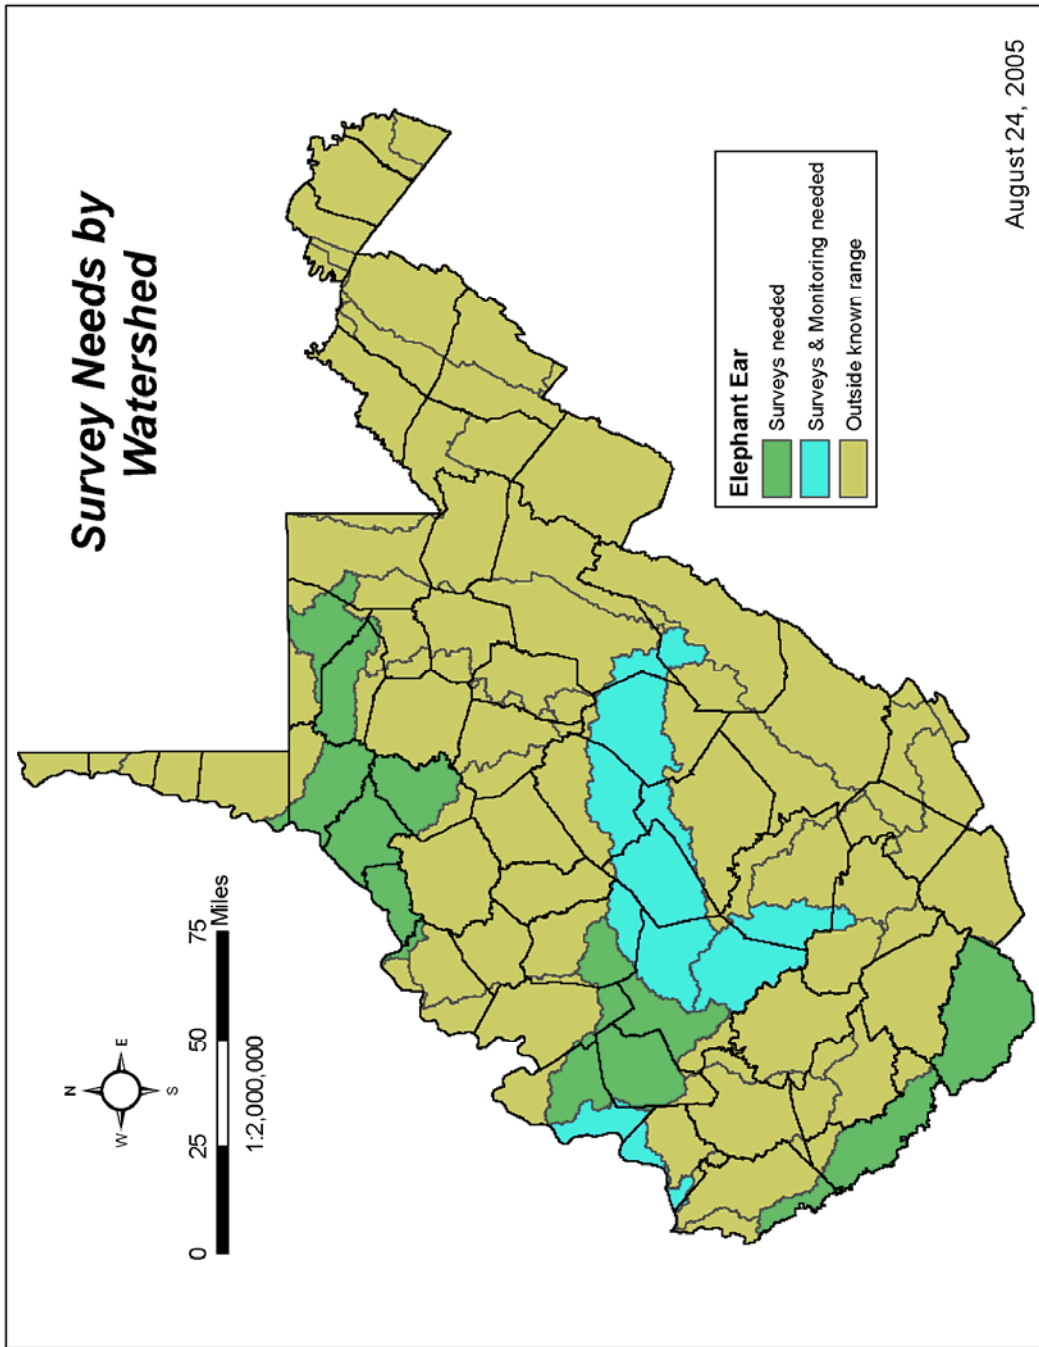 Survey Needs by
Watershed
N
W
E
S
0
25
50
75
Miles
1:2,000,000
Elephant Ear
Surveys needed
Surveys & Monitoring needed
Outside known range
August 24, 2005